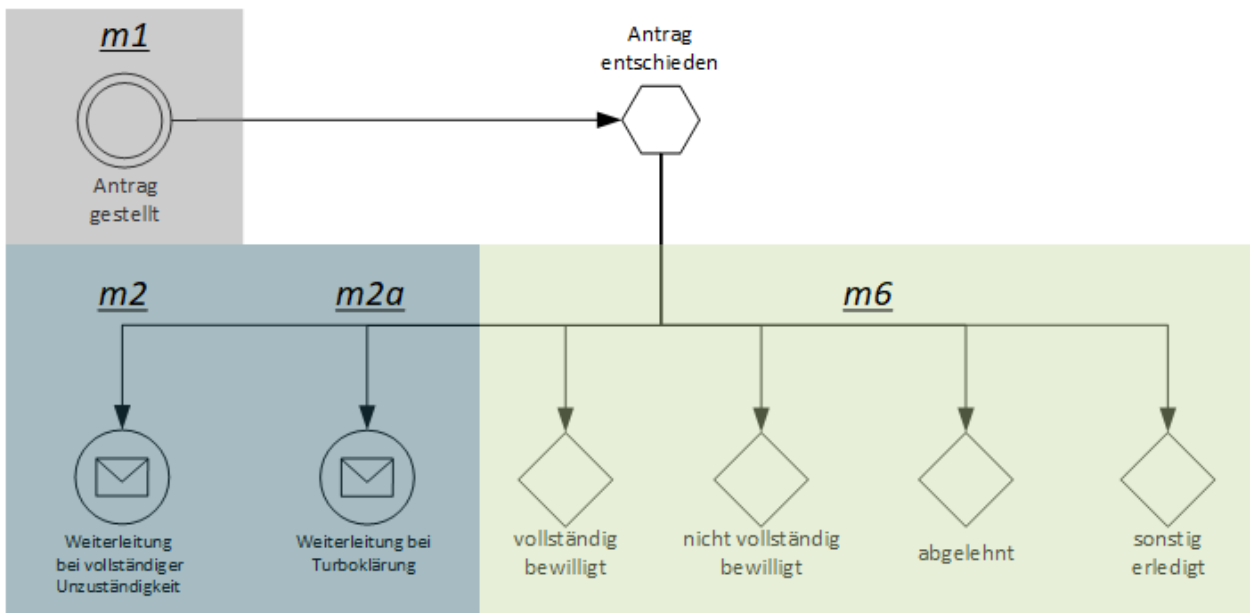 m1
Antrag
entschieden
Antrag
gestellt
m2
m2a
m6
Weiterleitung
bei vollständiger
Unzuständigkeit
Weiterleitung bei
Turboklärung
vollständig
bewilligt
nicht vollständig
bewilligt
abgelehnt
sonstig
erledigt